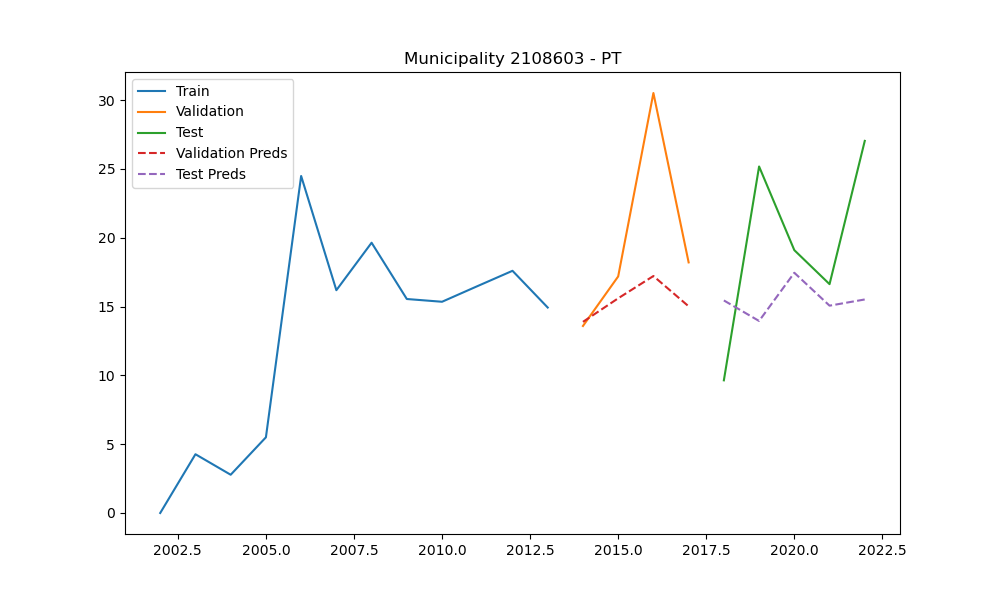 Municipality 2108603 - PT
Train
Validation
Test
Validation Preds
Test Preds
30
25
20
15
10
5
0
2002.5 2005.0 2007.5 2010.0 2012.5 2015.0 2017.5 2020.0 2022.5